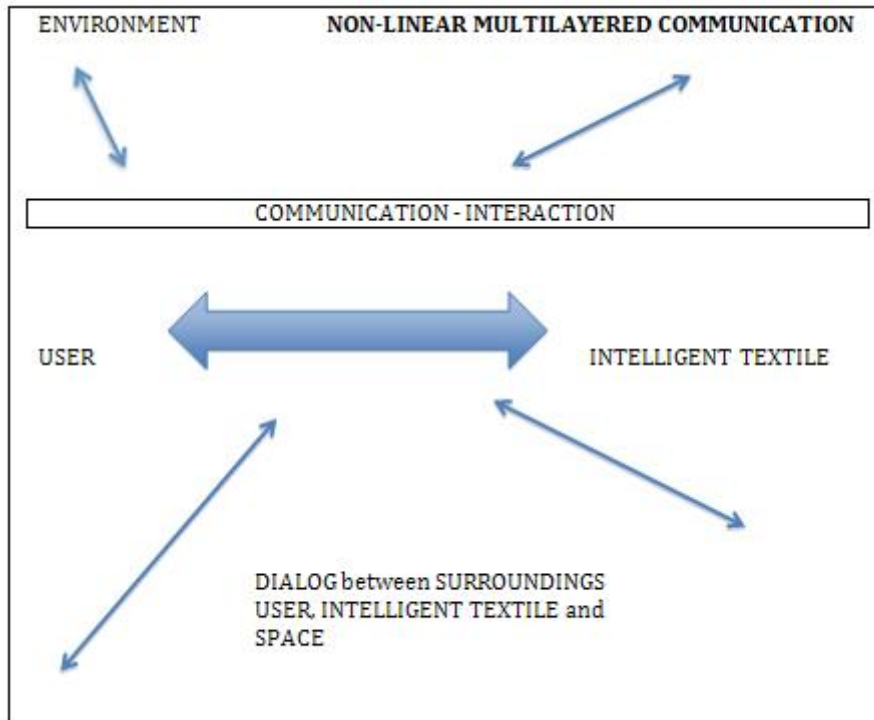 ENVIRONMENT
NON-LINEAR MULTILAYERED COMMUNICATION
COMMUNICATION - INTERACTION
USER
INTELLIGENT TEXTILE
DIALOG between SURROUNDINGS
USER, INTELLIGENT TEXTILE and
SPACE